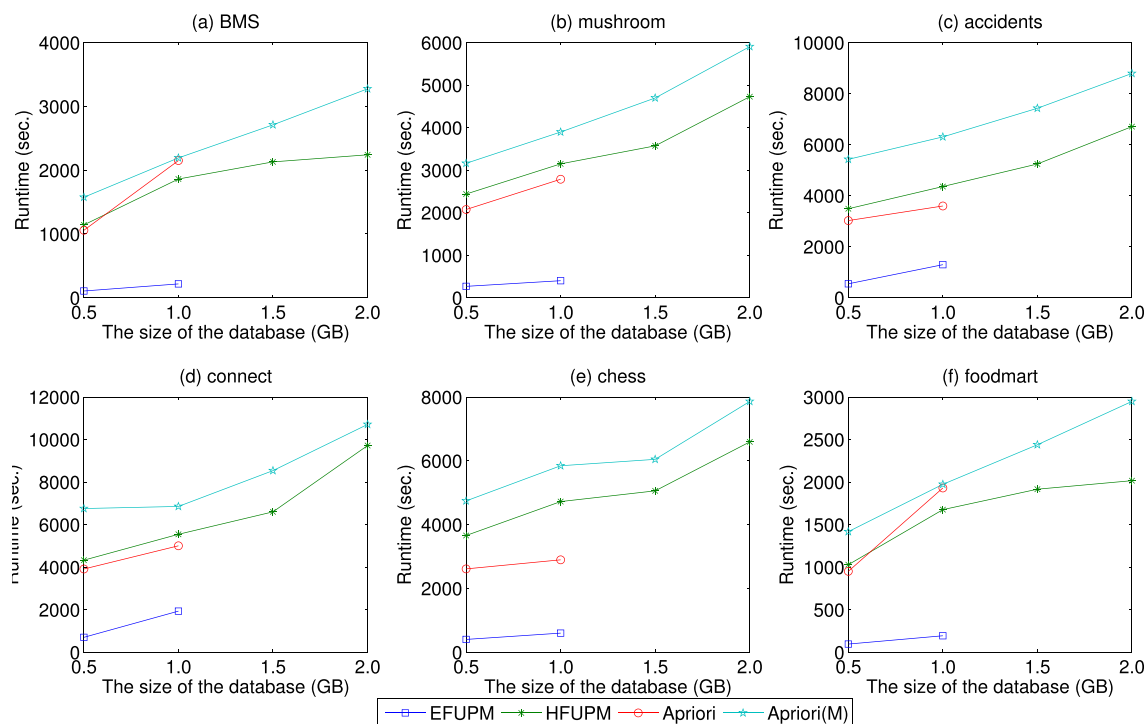 (a) BMS
4000
3000
2000
1000
0
0.5 1.0 1.5 2.0
Runtime (sec.)
The size of the database (GB)
(b) mushroom
6000
5000
4000
3000
2000
1000
0
0.5 1.0 1.5 2.0
Runtime (sec.)
The size of the database (GB)
(c) accidents
10000
8000
6000
4000
2000
0
0.5 1.0 1.5 2.0
Runtime (sec.)
The size of the database (GB)
(d) connect
12000
10000
8000
6000
4000
2000
0
0.5 1.0 1.5 2.0
Runtime (sec.)
The size of the database (GB)
(e) chess
8000
6000
4000
2000
0
0.5 1.0 1.5 2.0
Runtime (sec.)
The size of the database (GB)
(f) foodmart
3000
2500
2000
1500
1000
500
0
0.5 1.0 1.5 2.0
Runtime (sec.)
The size of the database (GB)
EFUPM HFUPM Apriori Apriori(M)